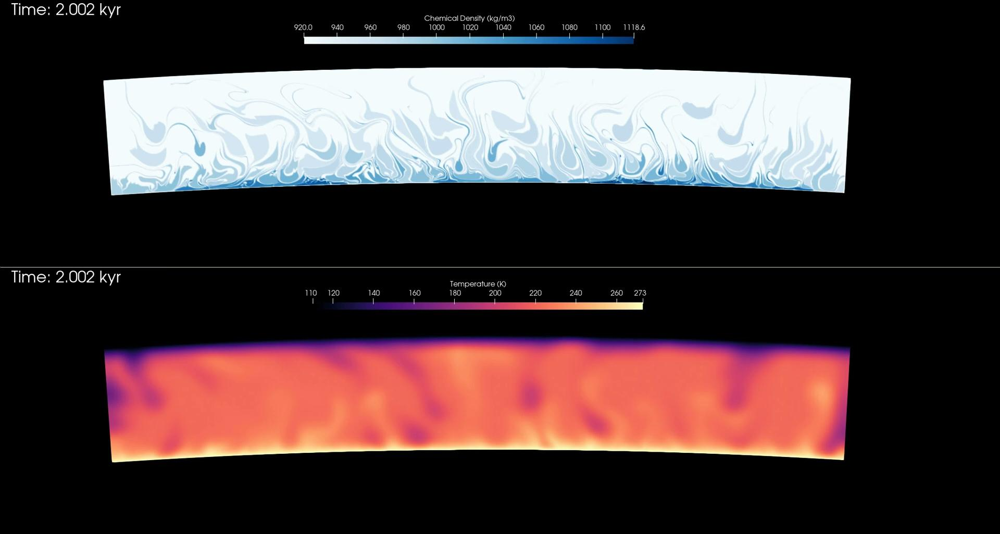 Time: 2.002 kyr
Chemical Density (kg/m3)
920.0 940 960 980 1000 1020 1040 1060 1080 1100 1118.6
Time: 2.002 kyr
Temperature (K)
110 120 140 160 180 200 220 240 260 273